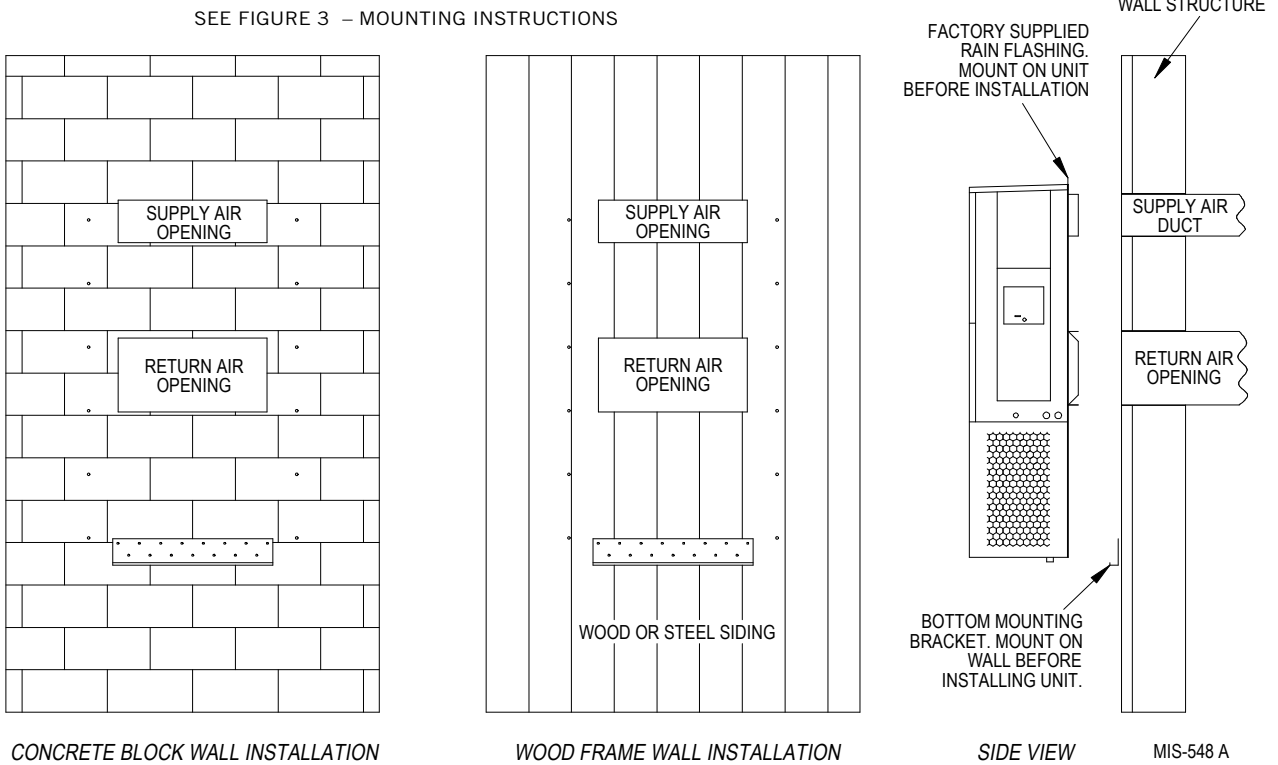 SEE FIGURE 3 – MOUNTING INSTRUCTIONS
WALL STRUCTURE
FACTORY SUPPLIED
RAIN FLASHING.
MOUNT ON UNIT
BEFORE INSTALLATION
SUPPLY AIR
OPENING
SUPPLY AIR
OPENING
SUPPLY AIR
DUCT
RETURN AIR
OPENING
RETURN AIR
OPENING
RETURN AIR
OPENING
WOOD OR STEEL SIDING
BOTTOM MOUNTING
BRACKET. MOUNT ON
WALL BEFORE
INSTALLING UNIT.
CONCRETE BLOCK WALL INSTALLATION
WOOD FRAME WALL INSTALLATION
SIDE VIEW
MIS-548 A